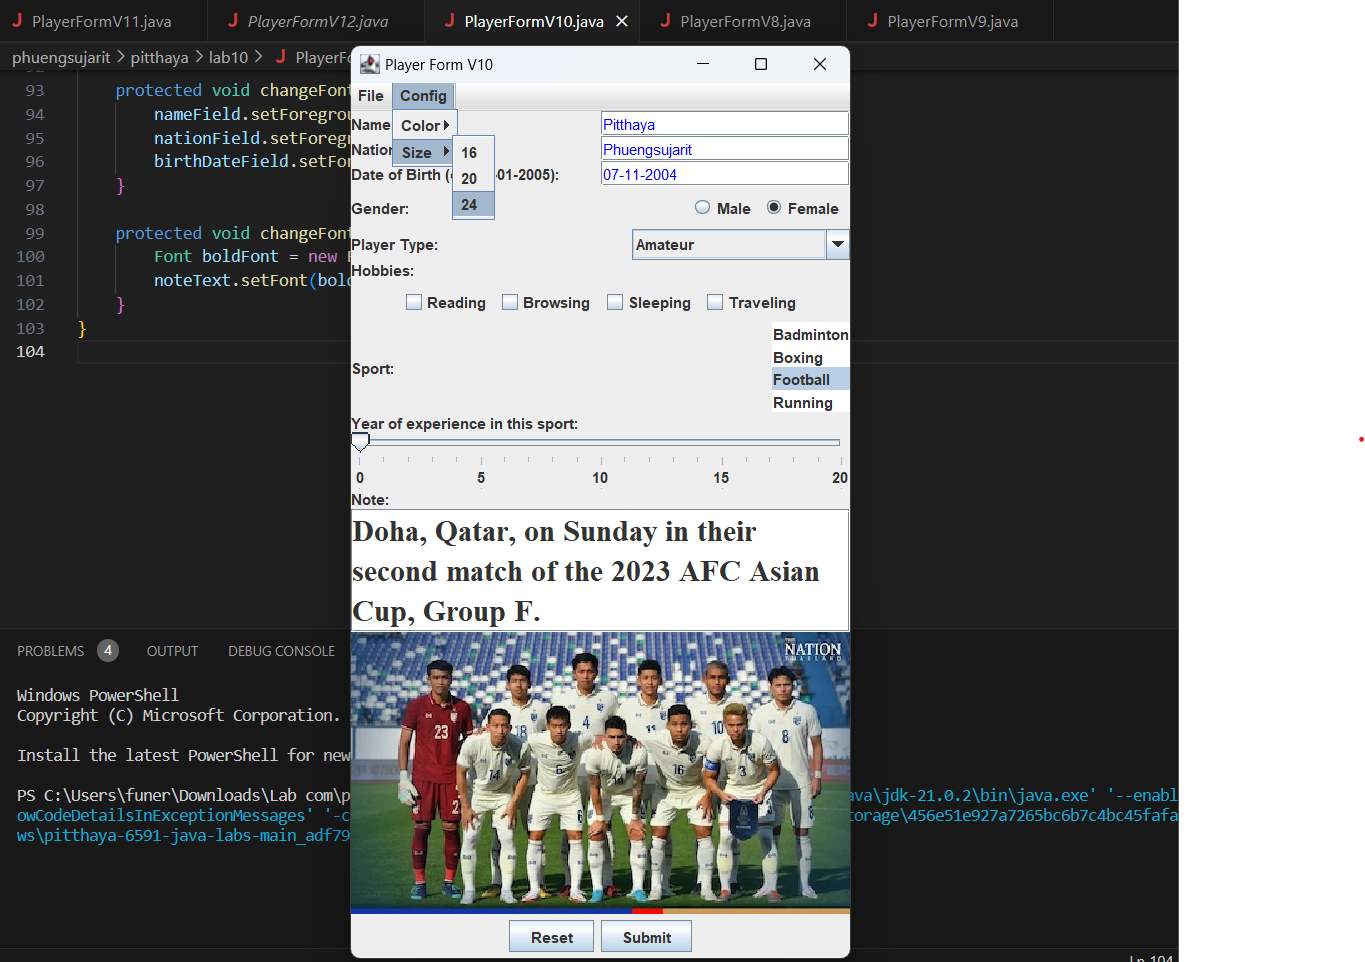 PlayerFormV11.java
PlayerFormV12.java
PlayerFormV10.java
PlayerFormV8.java
PlayerFormV9.java
phuengsujarit > pitthaya > lab10 > PlayerFo
93 protected void changeFont
94 nameField.setForegrou
95 nationField.setForegr
96 birthDateField.setFor
97 }
98
99 protected void changeFont
100 Font boldFont = new
101 noteText.setFont(bold
102 }
103 }
104
Player Form V10
File Config
Color
Size
16
20
24
Name Pitthaya
Nation Phuengsujarit
Date of Birth ( 01-2005): 07-11-2004
Gender: Male Female
Player Type: Amateur
Hobbies:
Reading Browsing Sleeping Traveling
Sport:
Badminton
Boxing
Football
Running
Year of experience in this sport:
0 5 10 15 20
Note:
Doha, Qatar, on Sunday in their
second match of the 2023 AFC Asian
Cup, Group F.
THE NATION
THAILAND
23 18 4 11 10 8
14 6 16 3
Reset Submit
PROBLEMS 4 OUTPUT DEBUG CONSOLE
Windows PowerShell
Copyright (C) Microsoft Corporation.
Install the latest PowerShell for new
PS C:\Users\funer\Downloads\Lab com\p ava\jdk-21.0.2\bin\java.exe' '--enabl
owCodeDetailsInExceptionMessages' '-c torage\456e51e927a7265bc6b7c4bc45fafa
ws\pitthaya-6591-java-labs-main_adf79
Ln 104